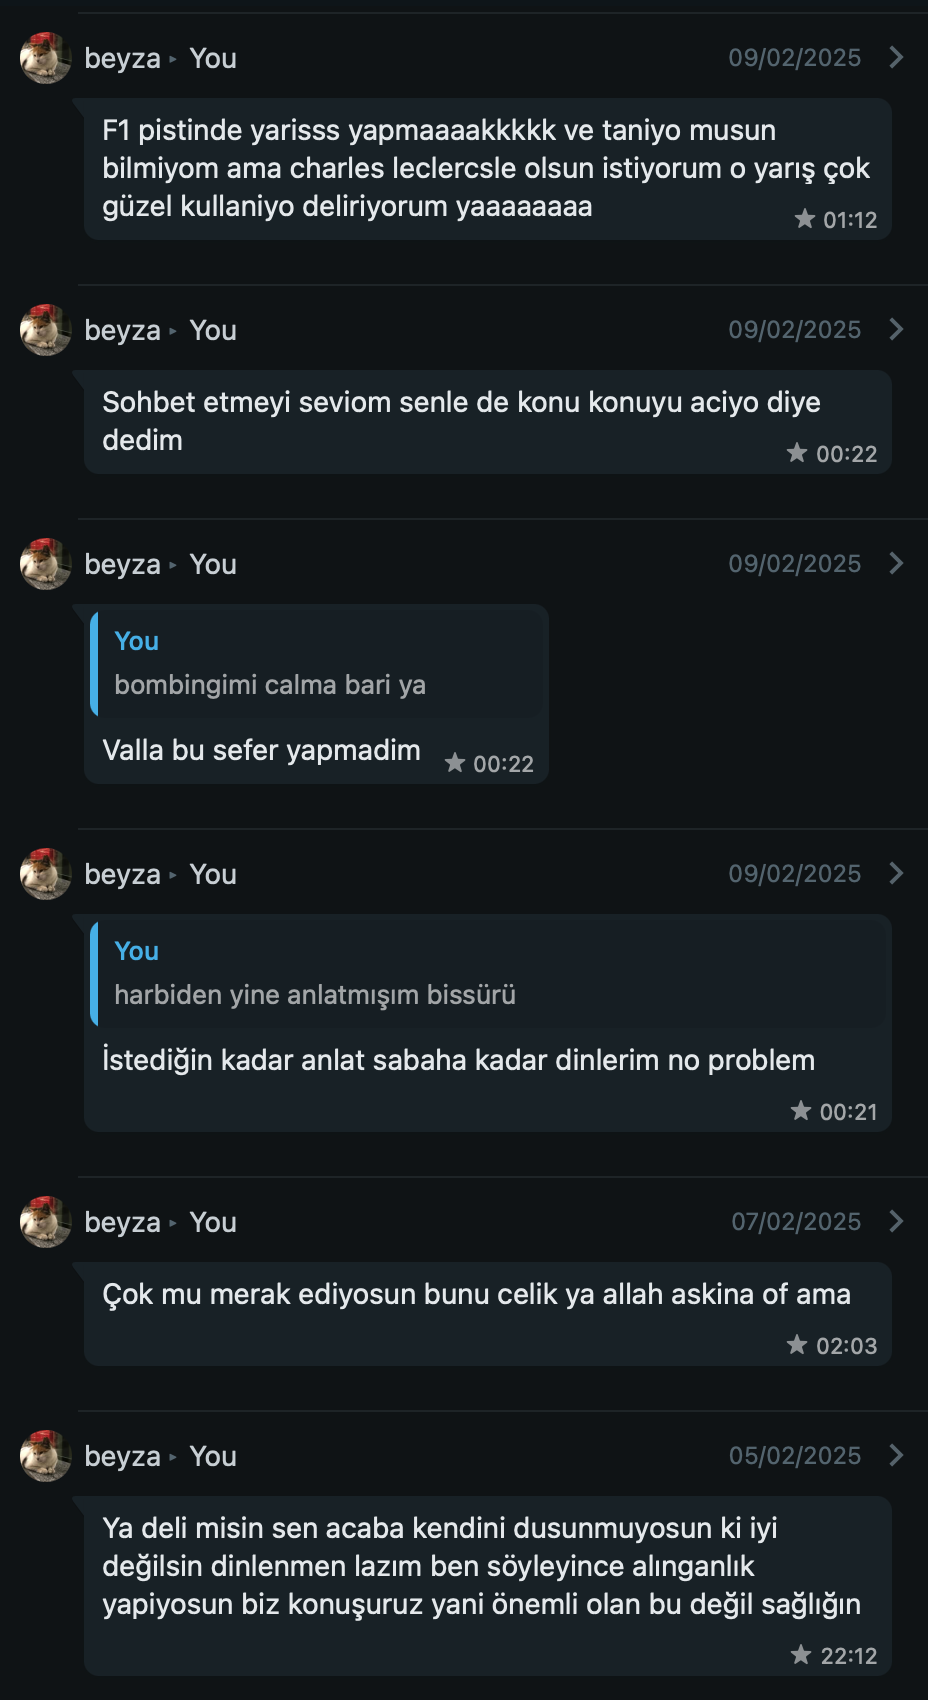 beyza ▸ You 09/02/2025
F1 pistinde yarisss yapmaaaakkkkk ve taniyo musun
bilmiyom ama charles leclercsle olsun istiyorum o yarış çok
güzel kullaniyo deliriyorum yaaaaaaaa
★ 01:12
beyza ▸ You 09/02/2025
Sohbet etmeyi seviom senle de konu konuyu aciyo diye
dedim
★ 00:22
beyza ▸ You 09/02/2025
You
bombingimi calma bari ya
Valla bu sefer yapmadim ★ 00:22
beyza ▸ You 09/02/2025
You
harbiden yine anlatmışım bissürü
İstediğin kadar anlat sabaha kadar dinlerim no problem
★ 00:21
beyza ▸ You 07/02/2025
Çok mu merak ediyosun bunu celik ya allah askina of ama
★ 02:03
beyza ▸ You 05/02/2025
Ya deli misin sen acaba kendini dusunmuyosun ki iyi
değilsin dinlenmen lazım ben söyleyince alınganlık
yapiyosun biz konuşuruz yani önemli olan bu değil sağlığın
★ 22:12